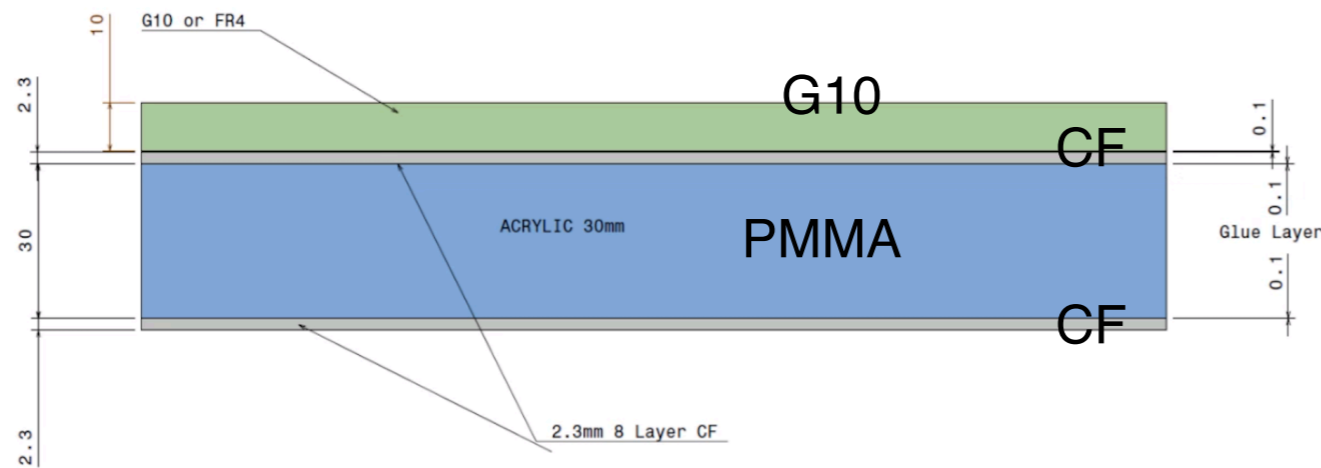 10
G10 or FR4
2.3
G10
0.1
CF
0.1
30
ACRYLIC 30mm
PMMA
Glue Layer
0.1
CF
2.3
2.3mm 8 Layer CF